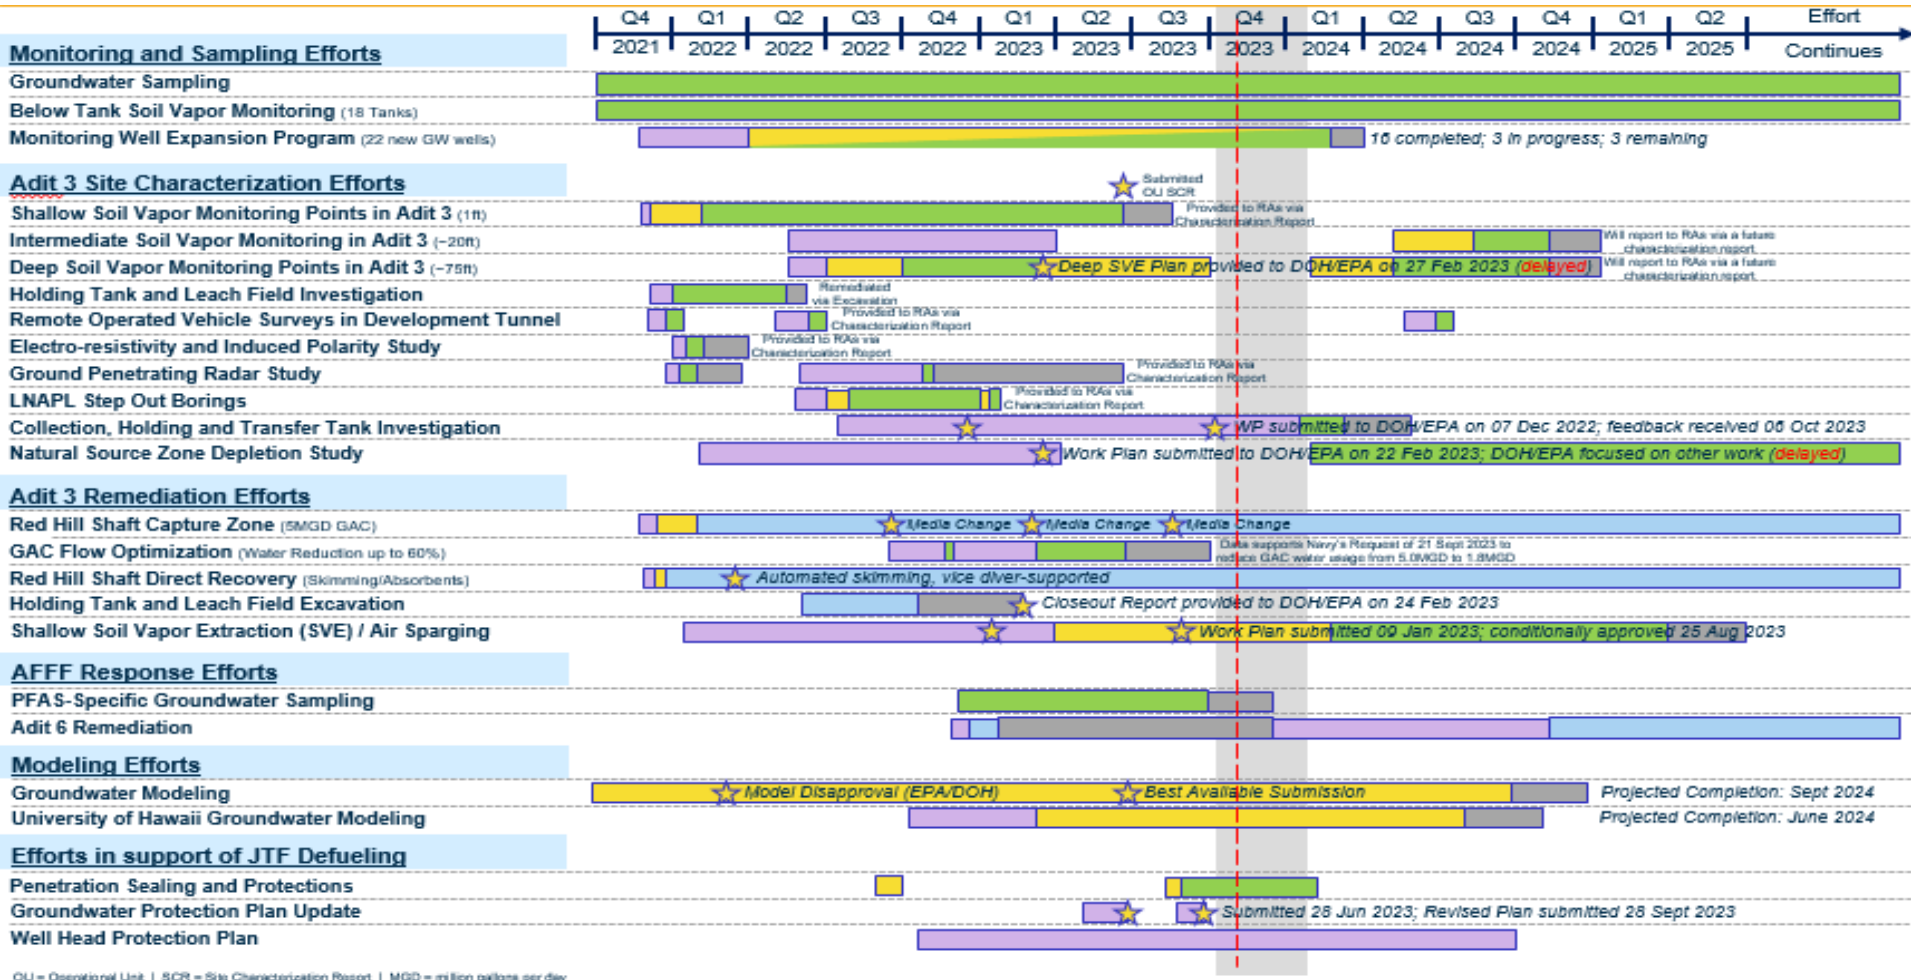 Q4 Q1 Q2 Q3 Q4 Q1 Q2 Q3 Q4 Q1 Q2 Q3 Q4 Q1 Q2 Effort
2021 2022 2022 2022 2022 2023 2023 2023 2023 2024 2024 2024 2024 2025 2025 Continues
Monitoring and Sampling Efforts
Groundwater Sampling
Below Tank Soil Vapor Monitoring (18 Tanks)
Monitoring Well Expansion Program (22 new GW wells) completed; 3 in progress; 3 remaining
Adit 3 Site Characterization Efforts
Submitted
OU SCR
Shallow Soil Vapor Monitoring Points in Adit 3 (1ft)
Provided to RAs via
Characterization Report
Intermediate Soil Vapor Monitoring in Adit 3 (~20ft)
Will report to RAs via a future
characterization report
Deep Soil Vapor Monitoring Points in Adit 3 (~75ft) Deep SVE Plan provided to DOH/EPA on 27 Feb 2023 (delayed)
Will report to RAs via a future
characterization report
Holding Tank and Leach Field Investigation
Remediated
via Excavation
Remote Operated Vehicle Surveys in Development Tunnel
Provided to RAs via
Characterization Report
Electro-resistivity and Induced Polarity Study
Provided to RAs via
Characterization Report
Ground Penetrating Radar Study
Provided to RAs via
Characterization Report
LNAPL Step Out Borings
Provided to RAs via
Characterization Report
Collection, Holding and Transfer Tank Investigation WP submitted to DOH/EPA on 07 Dec 2022; feedback received 06 Oct 2023
Natural Source Zone Depletion Study Work Plan submitted to DOH/EPA on 22 Feb 2023; DOH/EPA focused on other work (delayed)
Adit 3 Remediation Efforts
Red Hill Shaft Capture Zone (5MGD GAC) Media Change Media Change Media Change
GAC Flow Optimization (Water Reduction up to 60%)
Data supports Navy's Request of 21 Sept 2023 to
reduce GAC water usage from 5.0MGD to 1.8MGD
Red Hill Shaft Direct Recovery (Skimming/Absorbents) Automated skimming, vice diver-supported
Holding Tank and Leach Field Excavation Closeout Report provided to DOH/EPA on 24 Feb 2023
Shallow Soil Vapor Extraction (SVE) / Air Sparging Work Plan submitted 09 Jan 2023; conditionally approved 25 Aug 2023
AFFF Response Efforts
PFAS-Specific Groundwater Sampling
Adit 6 Remediation
Modeling Efforts
Groundwater Modeling Model Disapproval (EPA/DOH) Best Available Submission Projected Completion: Sept 2024
University of Hawaii Groundwater Modeling Projected Completion: June 2024
Efforts in support of JTF Defueling
Penetration Sealing and Protections
Groundwater Protection Plan Update Submitted 28 Jun 2023; Revised Plan submitted 28 Sept 2023
Well Head Protection Plan
OU = Operational Unit | SCR = Site Characterization Report | MGD = million gallons per day